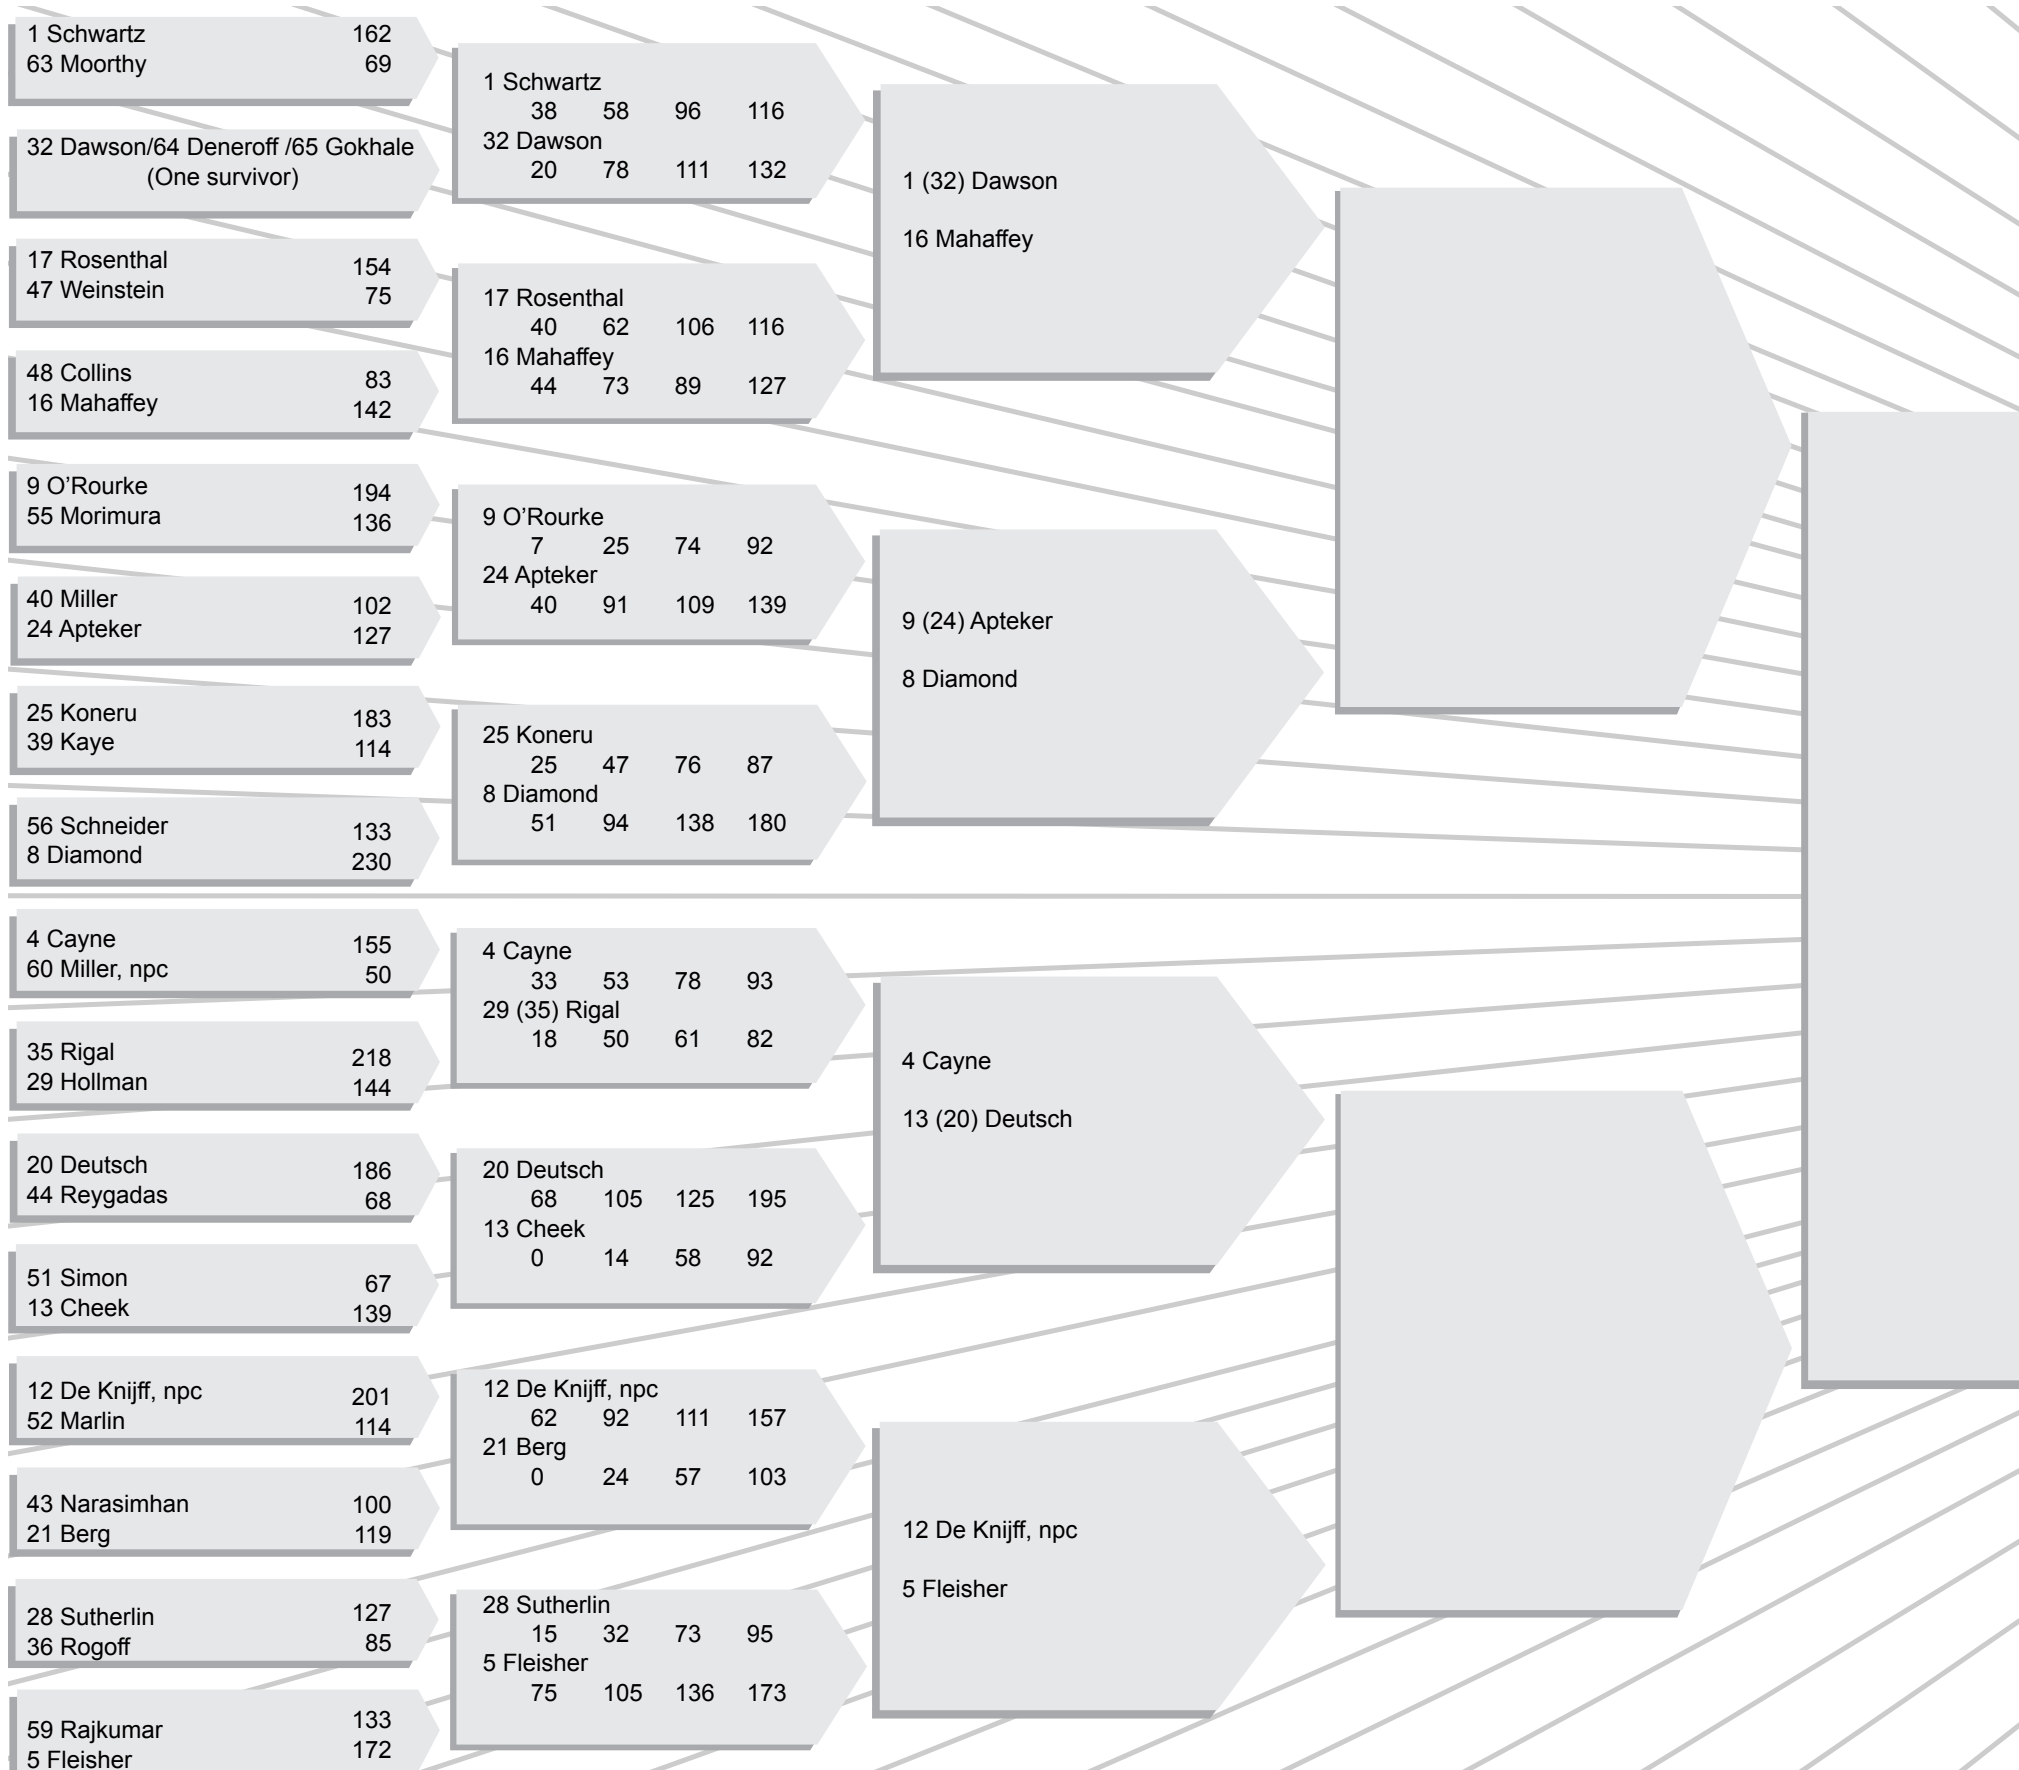 1 Schwartz 162
63 Moorthy 69
32 Dawson/64 Deneroff /65 Gokhale
(One survivor)
17 Rosenthal 154
47 Weinstein 75
48 Collins 83
16 Mahaffey 142
9 O’Rourke 194
55 Morimura 136
40 Miller 102
24 Apteker 127
25 Koneru 183
39 Kaye 114
56 Schneider 133
8 Diamond 230
4 Cayne 155
60 Miller, npc 50
35 Rigal 218
29 Hollman 144
20 Deutsch 186
44 Reygadas 68
51 Simon 67
13 Cheek 139
12 De Knijff, npc 201
52 Marlin 114
43 Narasimhan 100
21 Berg 119
28 Sutherlin 127
36 Rogoff 85
59 Rajkumar 133
5 Fleisher 172
1 Schwartz
38 58 96 116
32 Dawson
20 78 111 132
17 Rosenthal
40 62 106 116
16 Mahaffey
44 73 89 127
9 O’Rourke
7 25 74 92
24 Apteker
40 91 109 139
25 Koneru
25 47 76 87
8 Diamond
51 94 138 180
4 Cayne
33 53 78 93
29 (35) Rigal
18 50 61 82
20 Deutsch
68 105 125 195
13 Cheek
0 14 58 92
12 De Knijff, npc
62 92 111 157
21 Berg
0 24 57 103
28 Sutherlin
15 32 73 95
5 Fleisher
75 105 136 173
1 (32) Dawson
16 Mahaffey
9 (24) Apteker
8 Diamond
4 Cayne
13 (20) Deutsch
12 De Knijff, npc
5 Fleisher